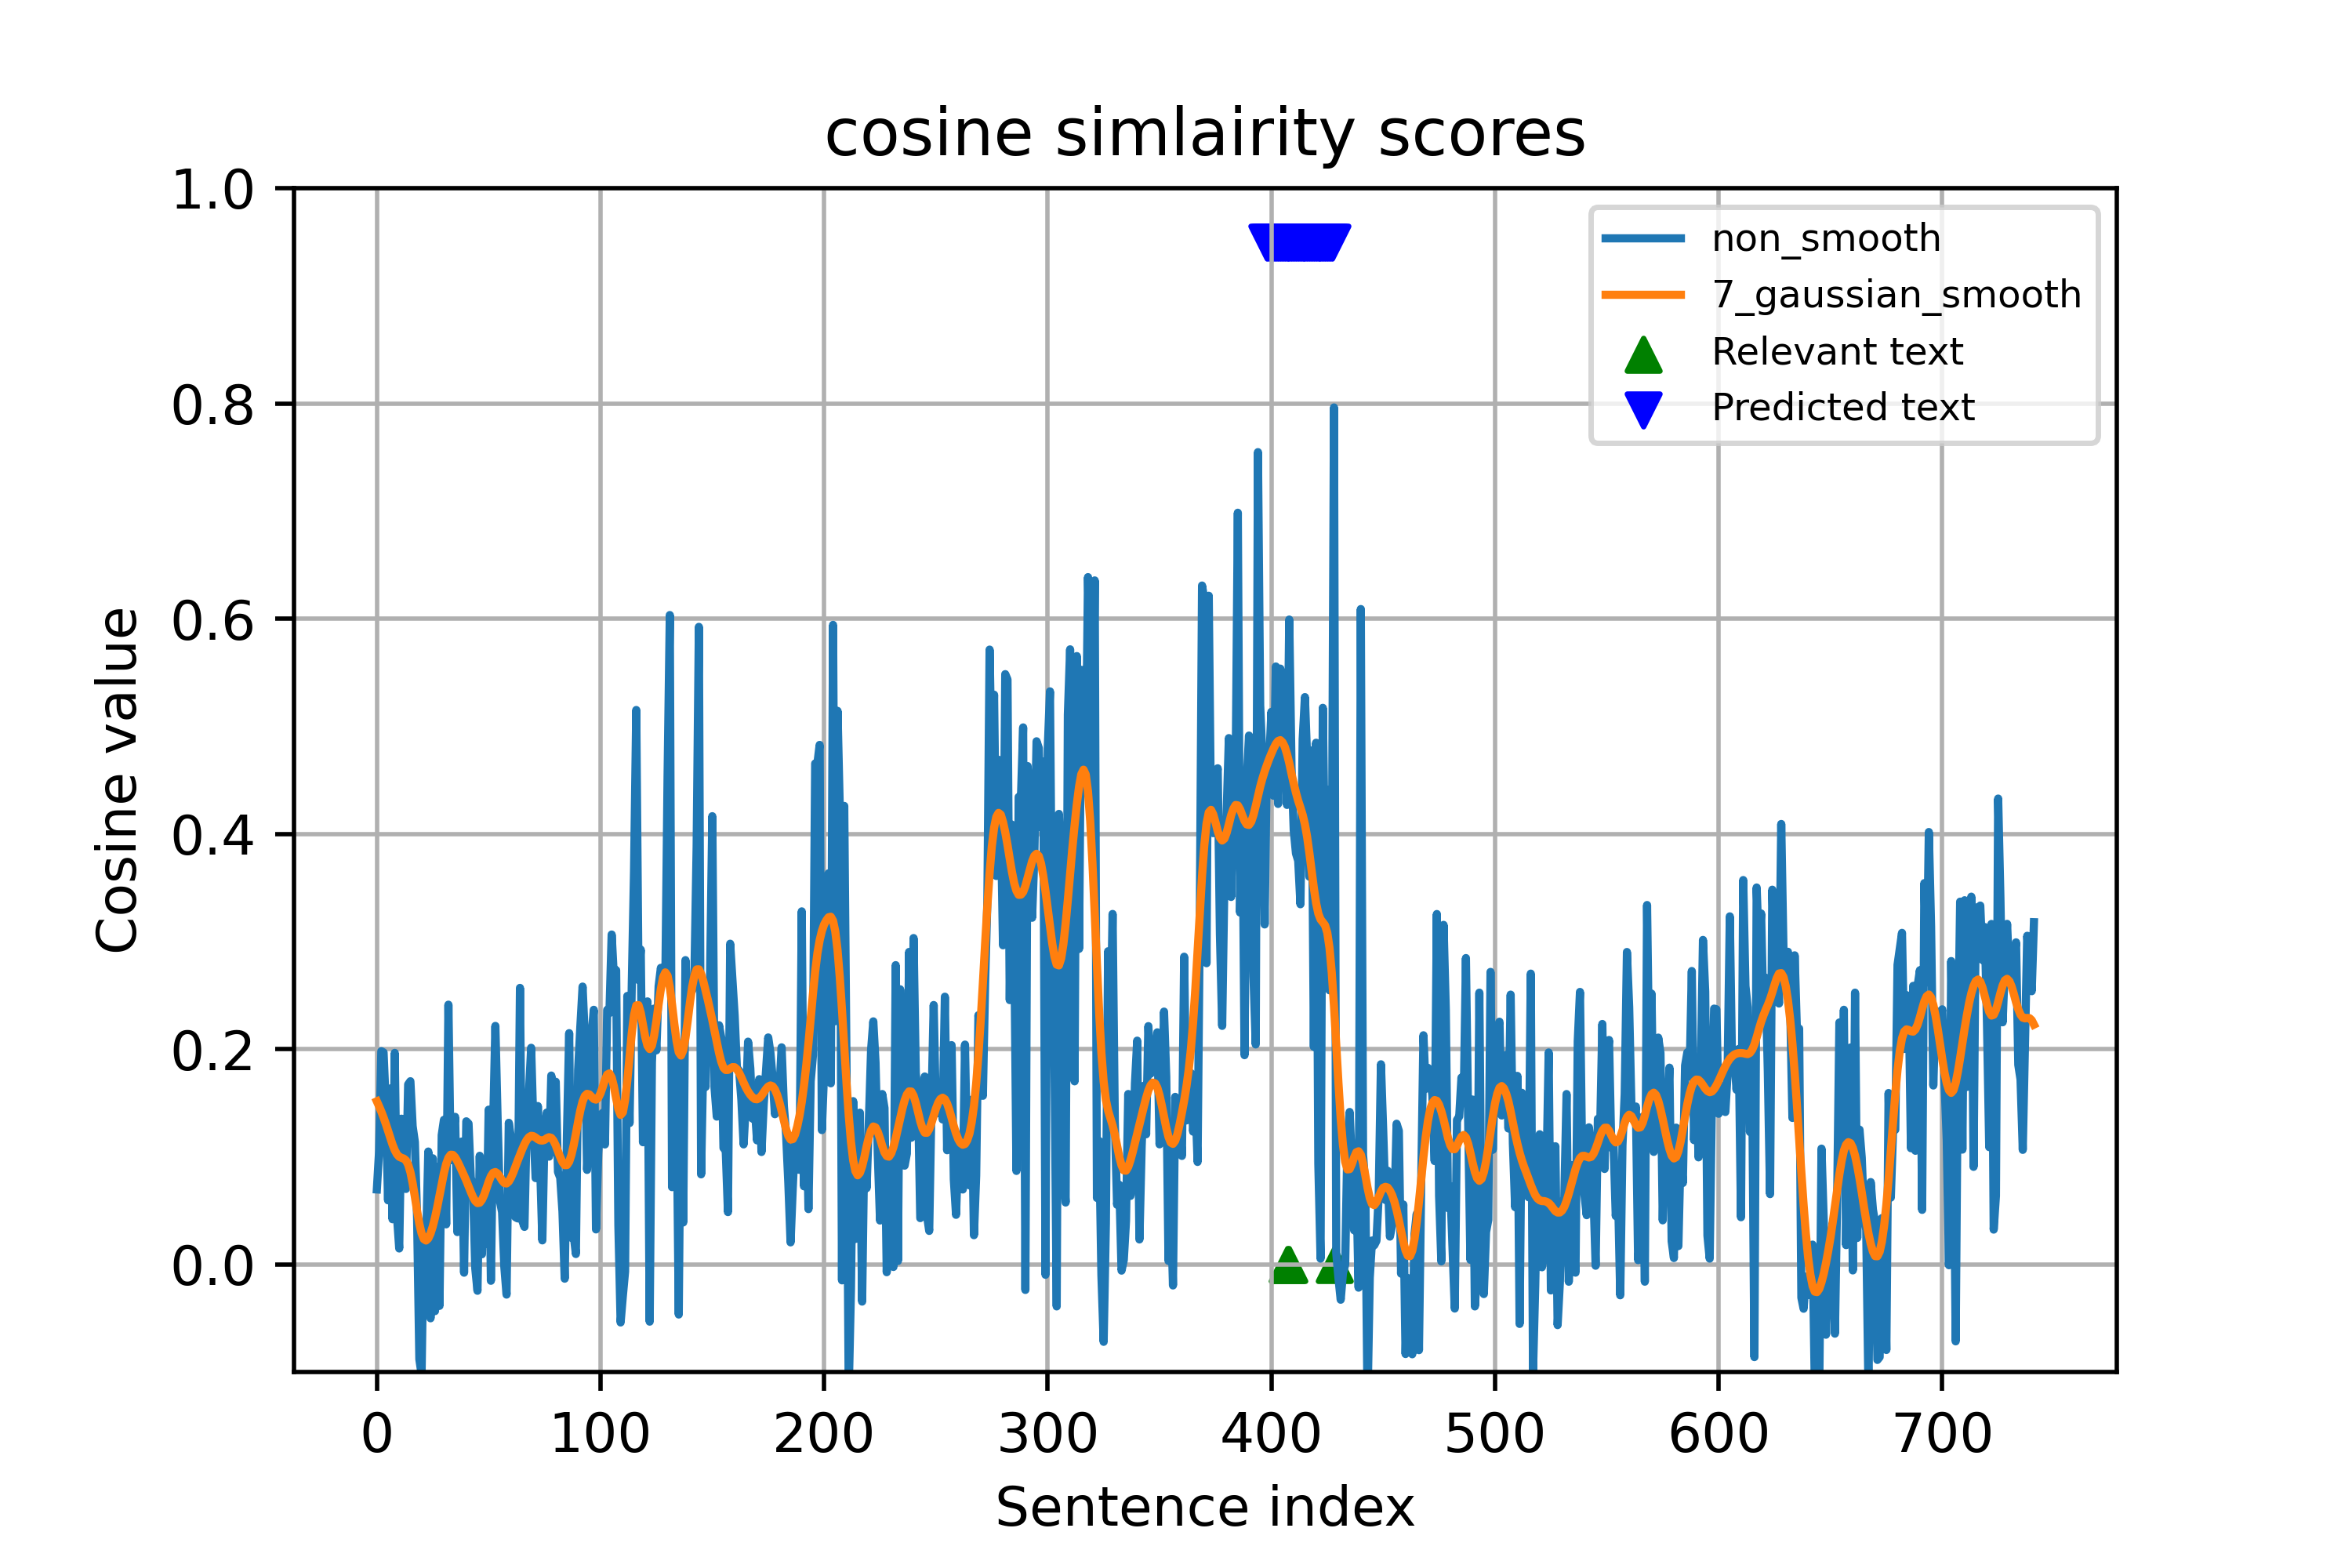 cosine simlairity scores
1.0
0.8
0.6
0.4
0.2
0.0
Cosine value
non_smooth
7_gaussian_smooth
Relevant text
Predicted text
0 100 200 300 400 500 600 700
Sentence index